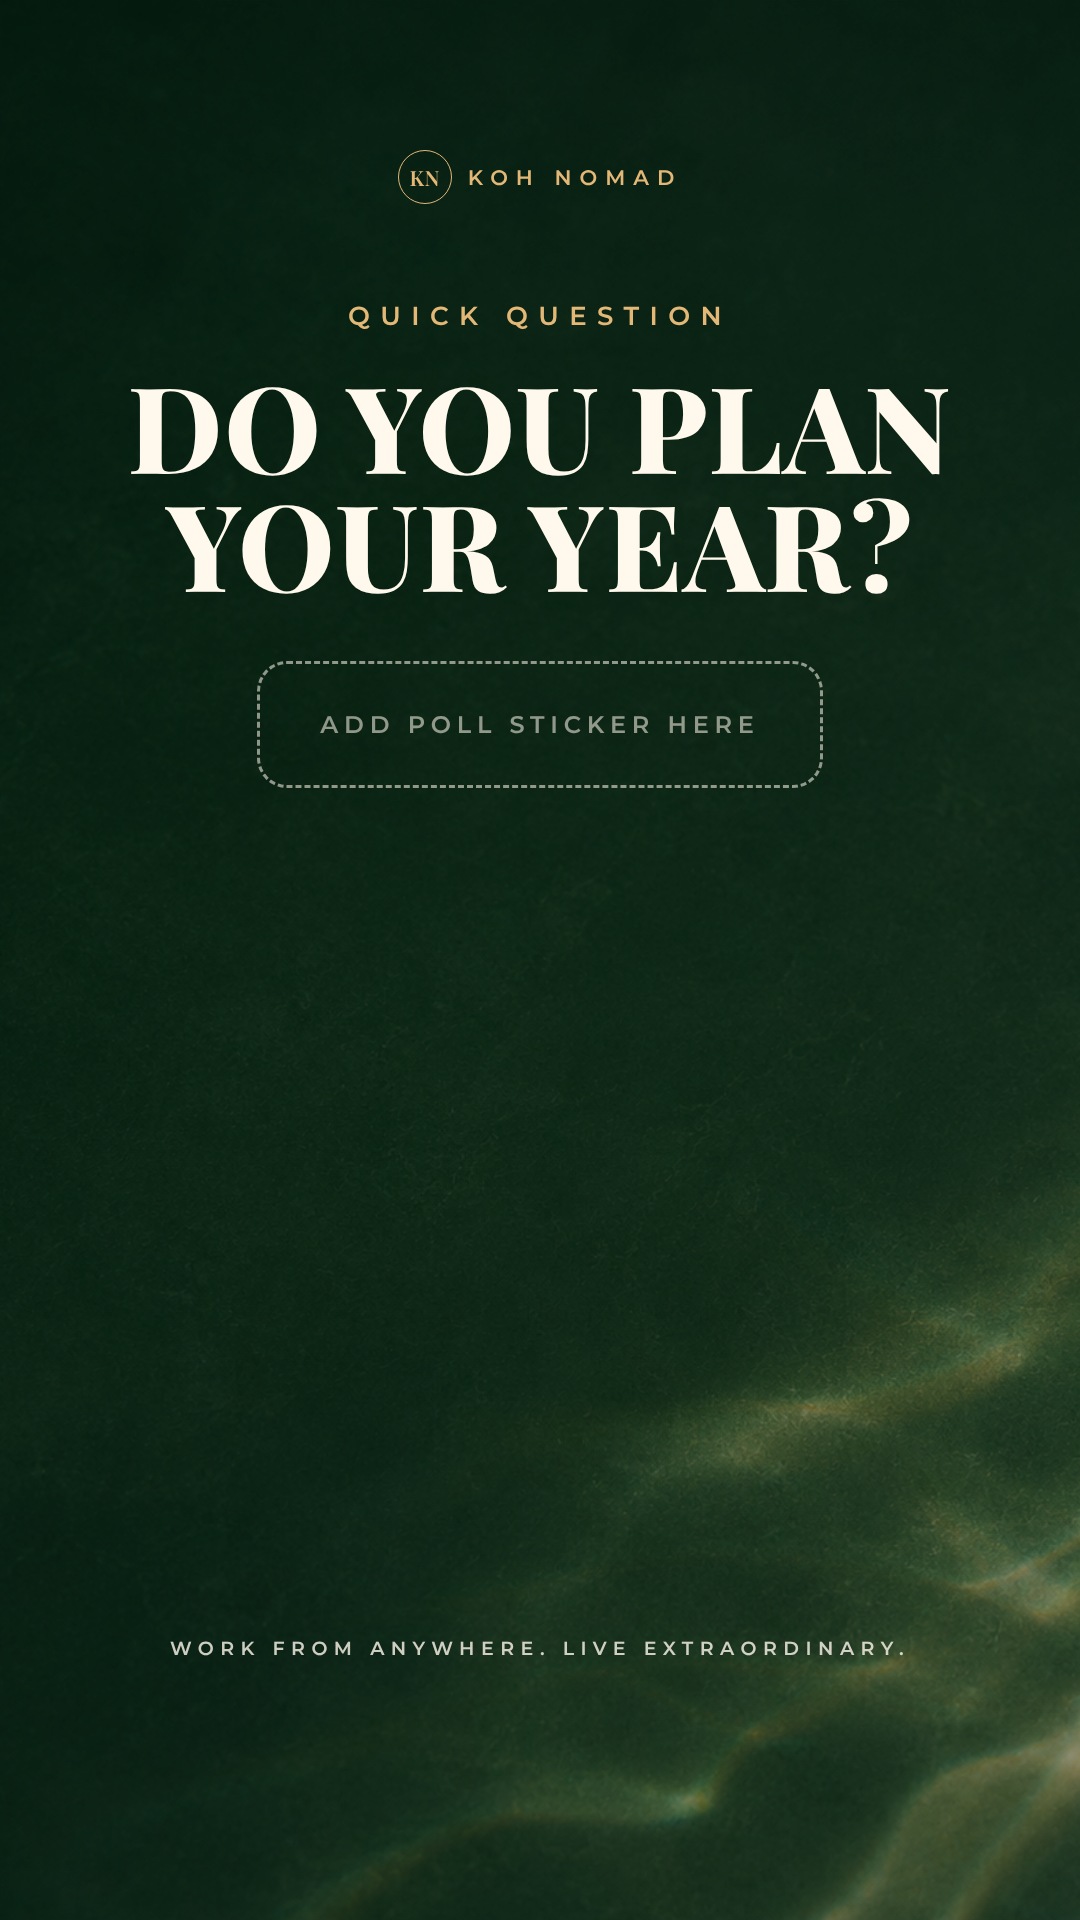 KN KOH NOMAD
QUICK QUESTION
DO YOU PLAN
YOUR YEAR?
ADD POLL STICKER HERE
WORK FROM ANYWHERE. LIVE EXTRAORDINARY.